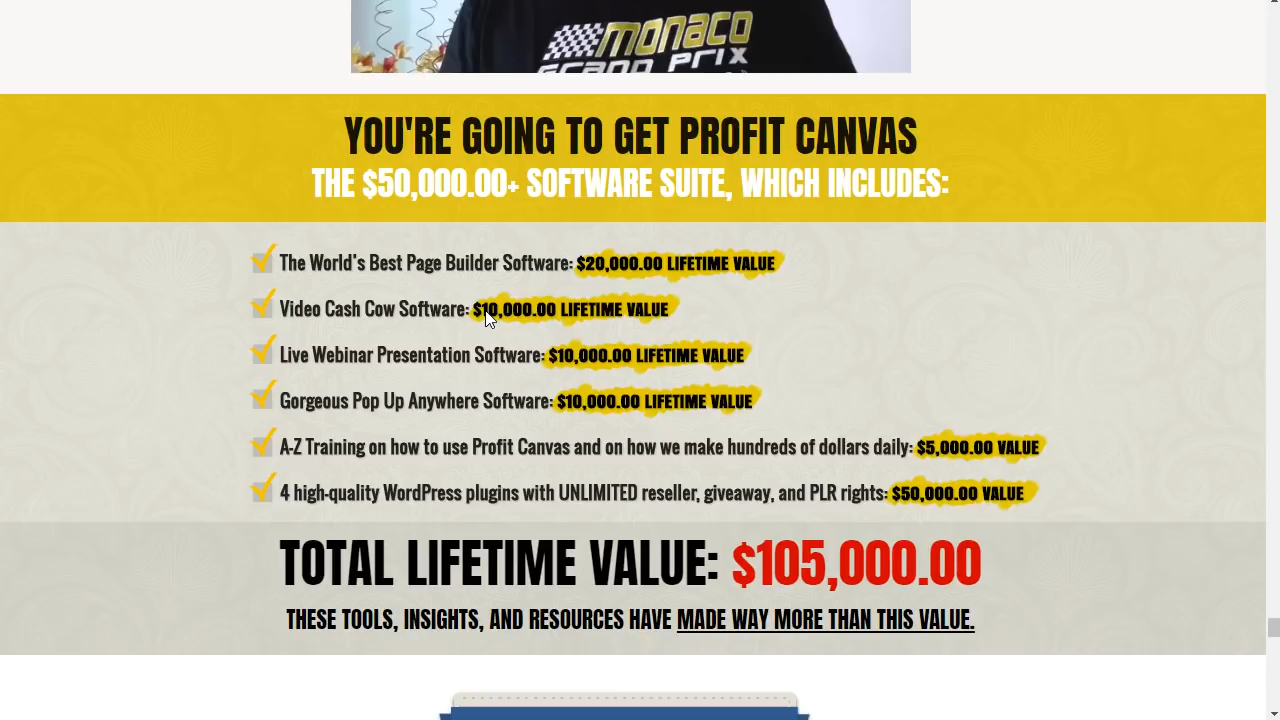 MONACO
GRAND PRIX
YOU'RE GOING TO GET PROFIT CANVAS
THE $50,000.00+ SOFTWARE SUITE, WHICH INCLUDES:
The World's Best Page Builder Software: $20,000.00 LIFETIME VALUE
Video Cash Cow Software: $10,000.00 LIFETIME VALUE
Live Webinar Presentation Software: $10,000.00 LIFETIME VALUE
Gorgeous Pop Up Anywhere Software: $10,000.00 LIFETIME VALUE
A-Z Training on how to use Profit Canvas and on how we make hundreds of dollars daily: $5,000.00 VALUE
4 high-quality WordPress plugins with UNLIMITED reseller, giveaway, and PLR rights: $50,000.00 VALUE
TOTAL LIFETIME VALUE: $105,000.00
THESE TOOLS, INSIGHTS, AND RESOURCES HAVE MADE WAY MORE THAN THIS VALUE.